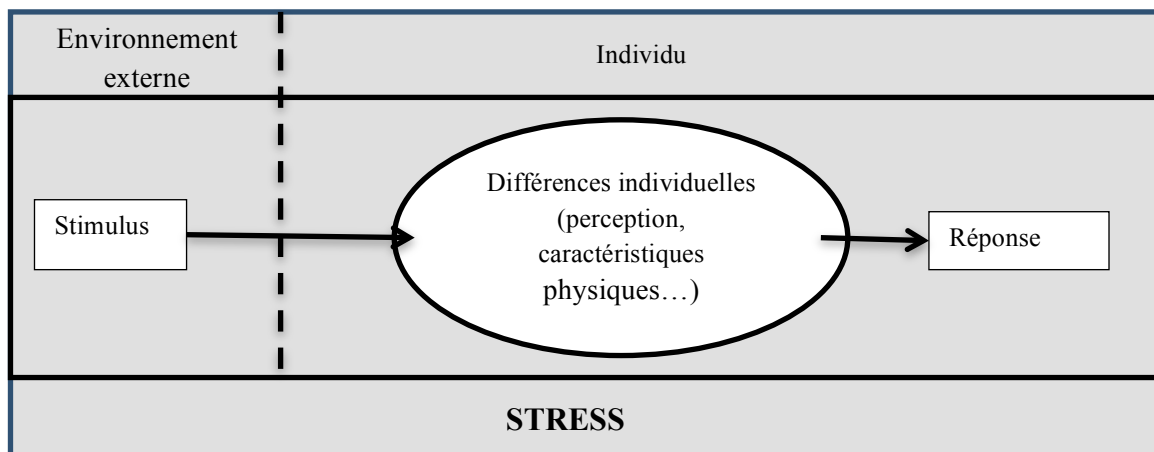 Environnement
externe
Individu
Stimulus
Différences individuelles
(perception,
caractéristiques
physiques…)
Réponse
STRESS